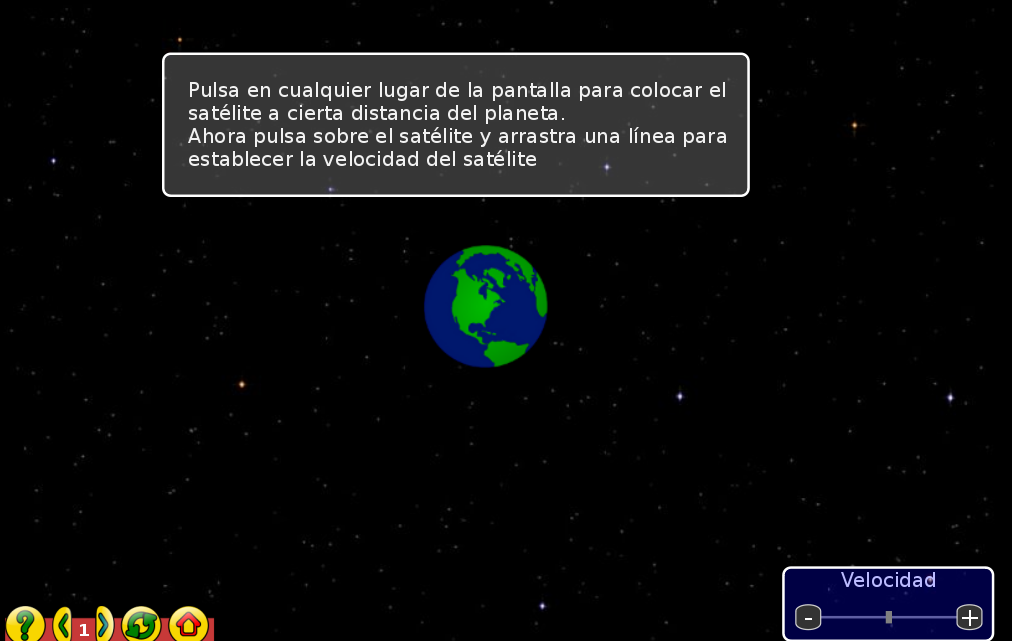 Pulsa en cualquier lugar de la pantalla para colocar el
satélite a cierta distancia del planeta.
Ahora pulsa sobre el satélite y arrastra una línea para
establecer la velocidad del satélite
Velocidad
- +
? < 1 >